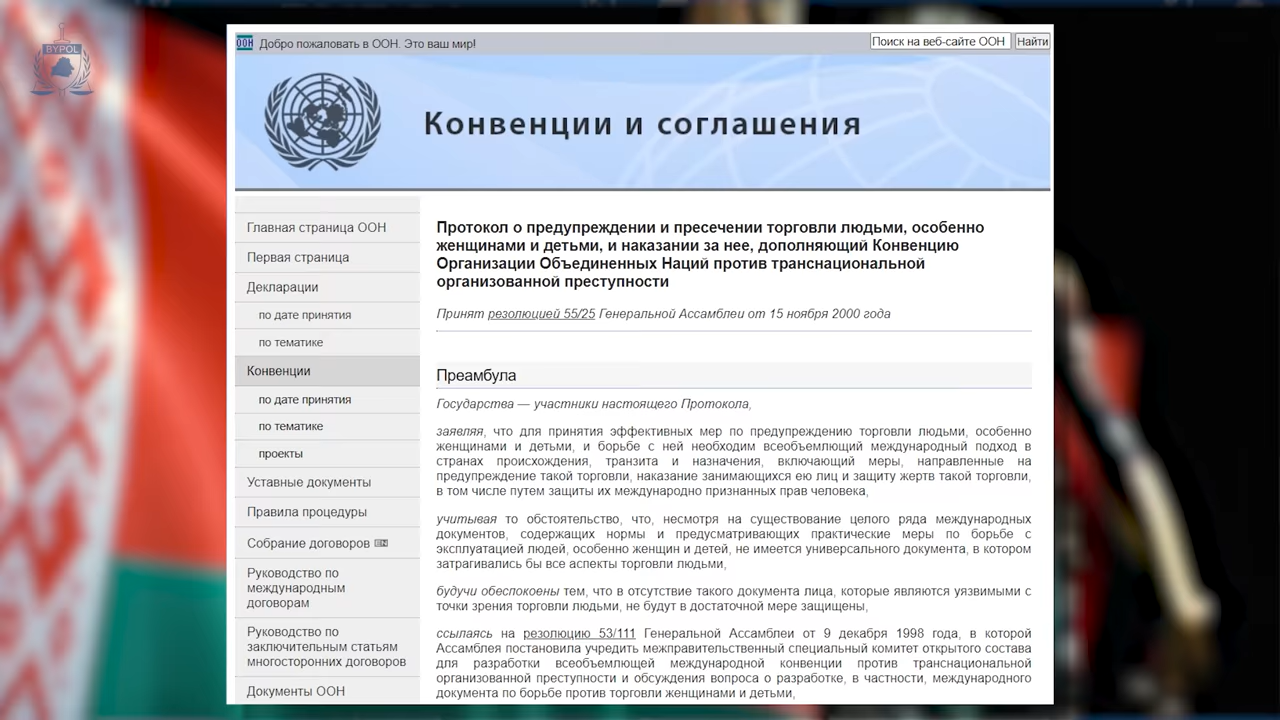 BYPOL
ООН Добро пожаловать в ООН. Это ваш мир!
Поиск на веб-сайте ООН Найти
Конвенции и соглашения
Главная страница ООН
Первая страница
Декларации
по дате принятия
по тематике
Конвенции
по дате принятия
по тематике
проекты
Уставные документы
Правила процедуры
Собрание договоров
Руководство по
международным
договорам
Руководство по
заключительным статьям
многосторонних договоров
Документы ООН
Протокол о предупреждении и пресечении торговли людьми, особенно
женщинами и детьми, и наказании за нее, дополняющий Конвенцию
Организации Объединенных Наций против транснациональной
организованной преступности
Принят резолюцией 55/25 Генеральной Ассамблеи от 15 ноября 2000 года
Преамбула
Государства — участники настоящего Протокола,
заявляя, что для принятия эффективных мер по предупреждению торговли людьми, особенно
женщинами и детьми, и борьбе с ней необходим всеобъемлющий международный подход в
странах происхождения, транзита и назначения, включающий меры, направленные на
предупреждение такой торговли, наказание занимающихся ею лиц и защиту жертв такой торговли,
в том числе путем защиты их международно признанных прав человека,
учитывая то обстоятельство, что, несмотря на существование целого ряда международных
документов, содержащих нормы и предусматривающих практические меры по борьбе с
эксплуатацией людей, особенно женщин и детей, не имеется универсального документа, в котором
затрагивались бы все аспекты торговли людьми,
будучи обеспокоены тем, что в отсутствие такого документа лица, которые являются уязвимыми с
точки зрения торговли людьми, не будут в достаточной мере защищены,
ссылаясь на резолюцию 53/111 Генеральной Ассамблеи от 9 декабря 1998 года, в которой
Ассамблея постановила учредить межправительственный специальный комитет открытого состава
для разработки всеобъемлющей международной конвенции против транснациональной
организованной преступности и обсуждения вопроса о разработке, в частности, международного
документа по борьбе против торговли женщинами и детьми,